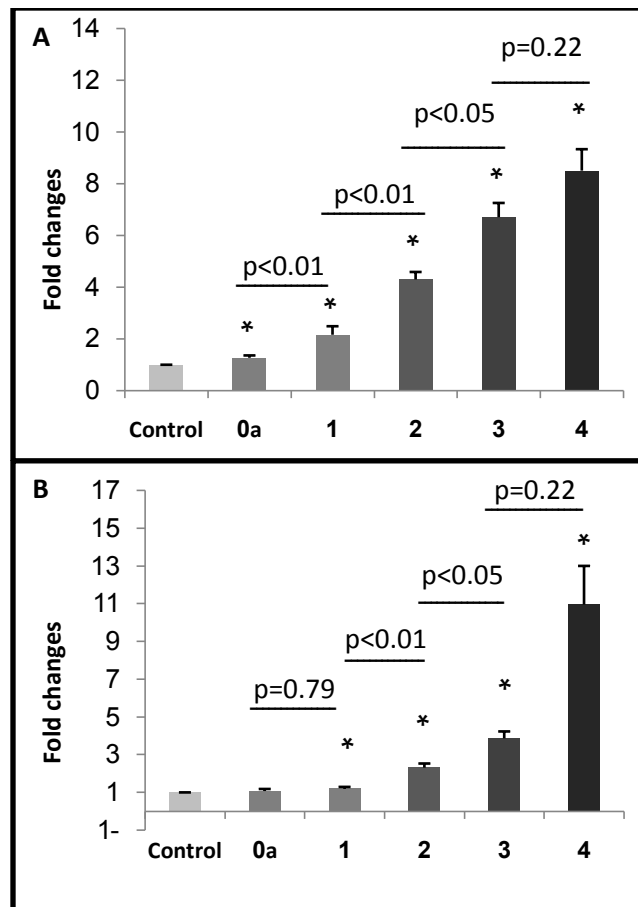 A
14
12
10
8
6
4
2
0
Fold changes
p=0.22
p<0.05
p<0.01
p<0.01
*
*
*
*
*
Control 0a 1 2 3 4
B
17
15
13
11
9
7
5
3
1
1-
Fold changes
p=0.22
p<0.05
p<0.01
p=0.79
*
*
*
*
Control 0a 1 2 3 4